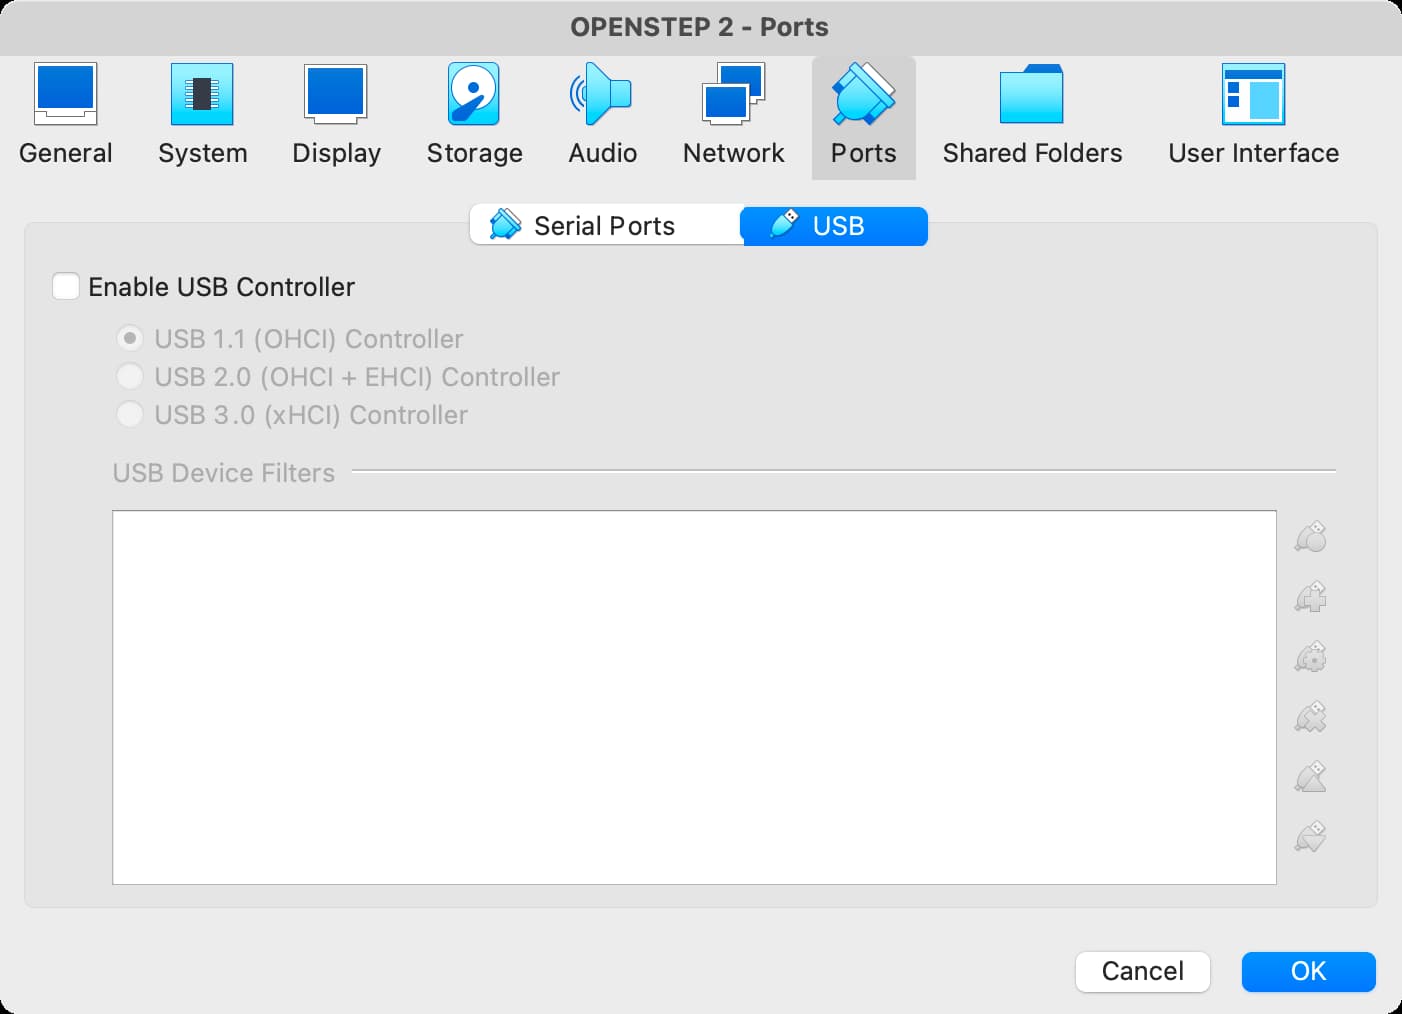 OPENSTEP 2 - Ports
General System Display Storage Audio Network Ports Shared Folders User Interface
Serial Ports USB
Enable USB Controller
USB 1.1 (OHCI) Controller
USB 2.0 (OHCI + EHCI) Controller
USB 3.0 (xHCI) Controller
USB Device Filters
Cancel OK